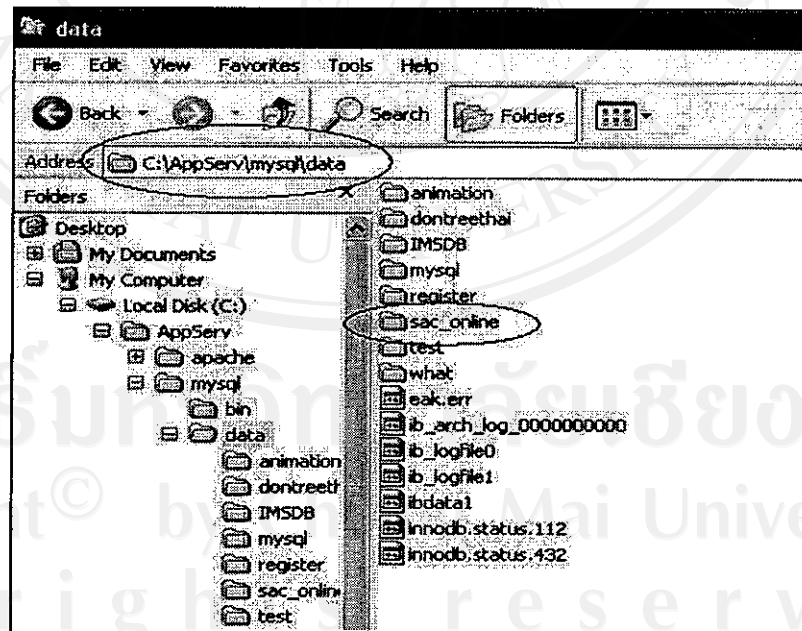 data
File Edit View Favorites Tools Help
Back Search Folders
Address C:\AppServ\mysql\data
Folders
Desktop
My Documents
My Computer
Local Disk (C:)
AppServ
apache
mysql
bin
data
animation
dontreeth
IMSDB
mysql
register
sac_onlin
test
animation
dontreethai
IMSDB
mysql
register
sac_online
test
what
eak.err
ib_arch_log_0000000000
ib_logfile0
ib_logfile1
ibdata1
innodb.status.112
innodb.status.432